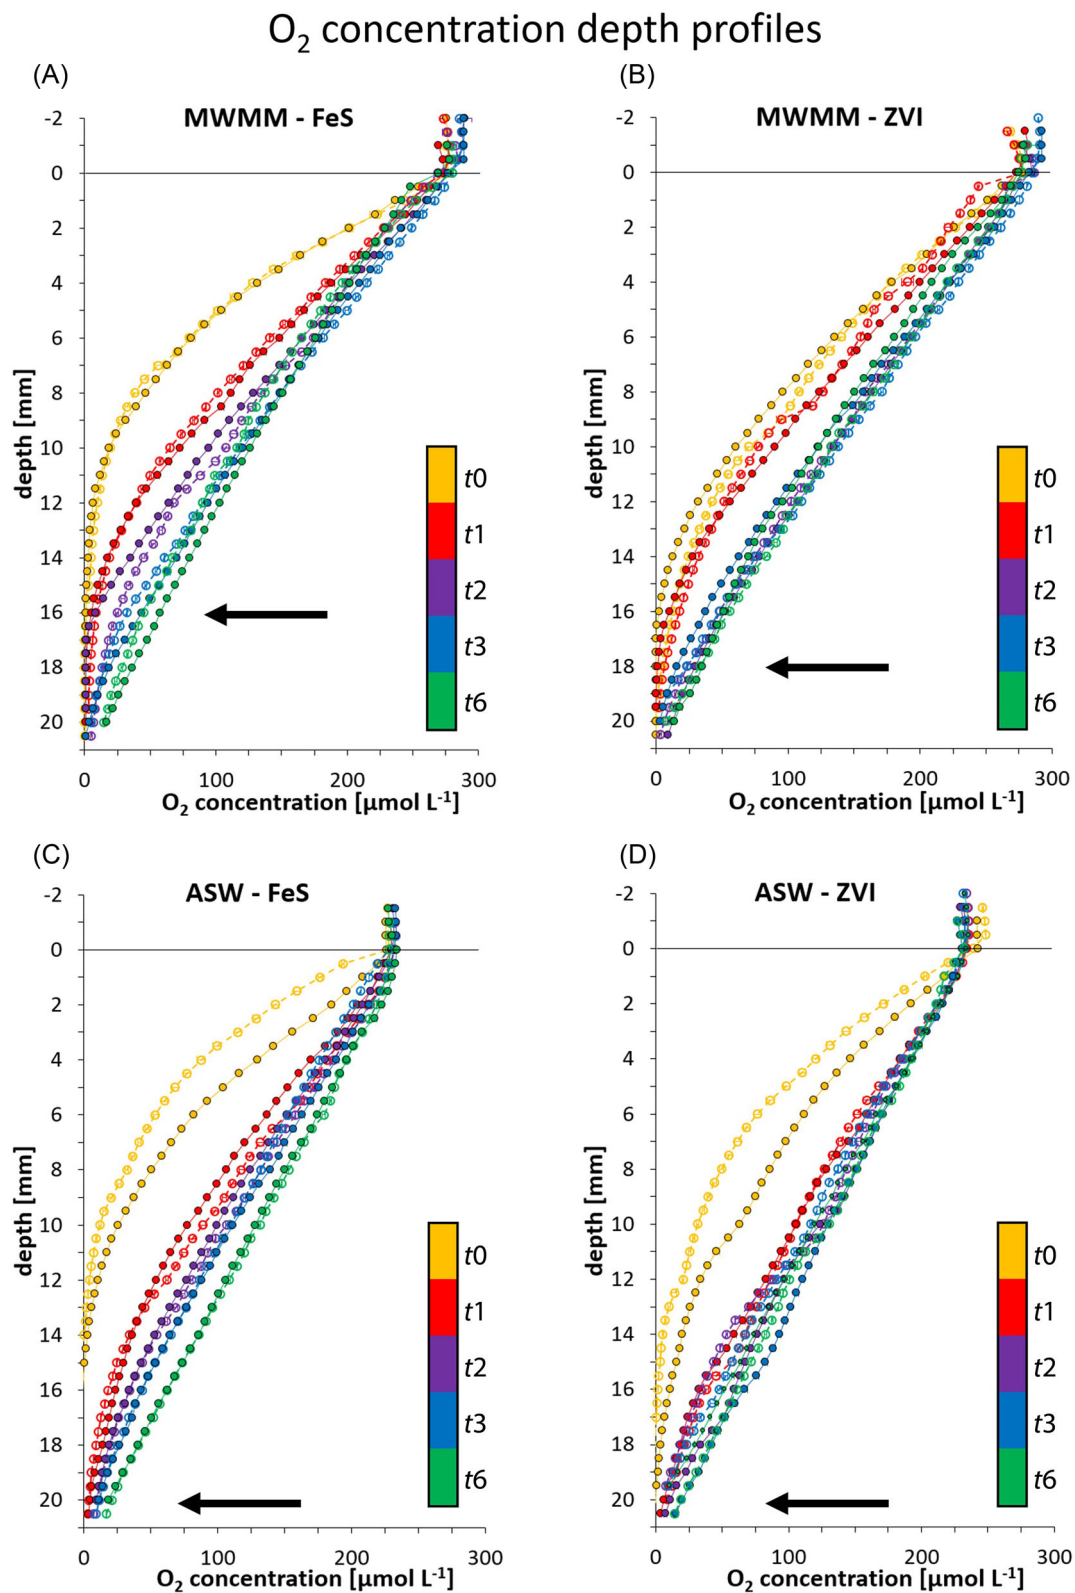 O₂ concentration depth profiles
(A)
MWMM - FeS
-2
0
2
4
6
8
10
12
14
16
18
20
depth [mm]
t0
t1
t2
t3
t6
0
100
200
300
O₂ concentration [µmol L⁻¹]
(B)
MWMM - ZVI
-2
0
2
4
6
8
10
12
14
16
18
20
depth [mm]
t0
t1
t2
t3
t6
0
100
200
300
O₂ concentration [µmol L⁻¹]
(C)
ASW - FeS
-2
0
2
4
6
8
10
12
14
16
18
20
depth [mm]
t0
t1
t2
t3
t6
0
100
200
300
O₂ concentration [µmol L⁻¹]
(D)
ASW - ZVI
-2
0
2
4
6
8
10
12
14
16
18
20
depth [mm]
t0
t1
t2
t3
t6
0
100
200
300
O₂ concentration [µmol L⁻¹]